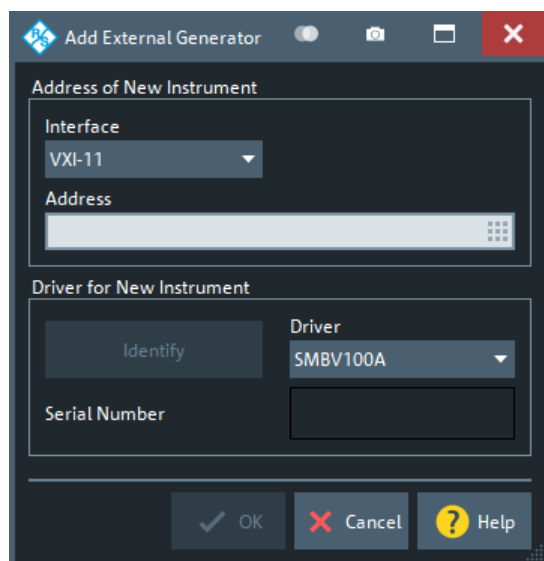 R&S Add External Generator
Address of New Instrument
Interface
VXI-11
Address
Driver for New Instrument
Identify
Driver
SMBV100A
Serial Number
OK
Cancel
? Help